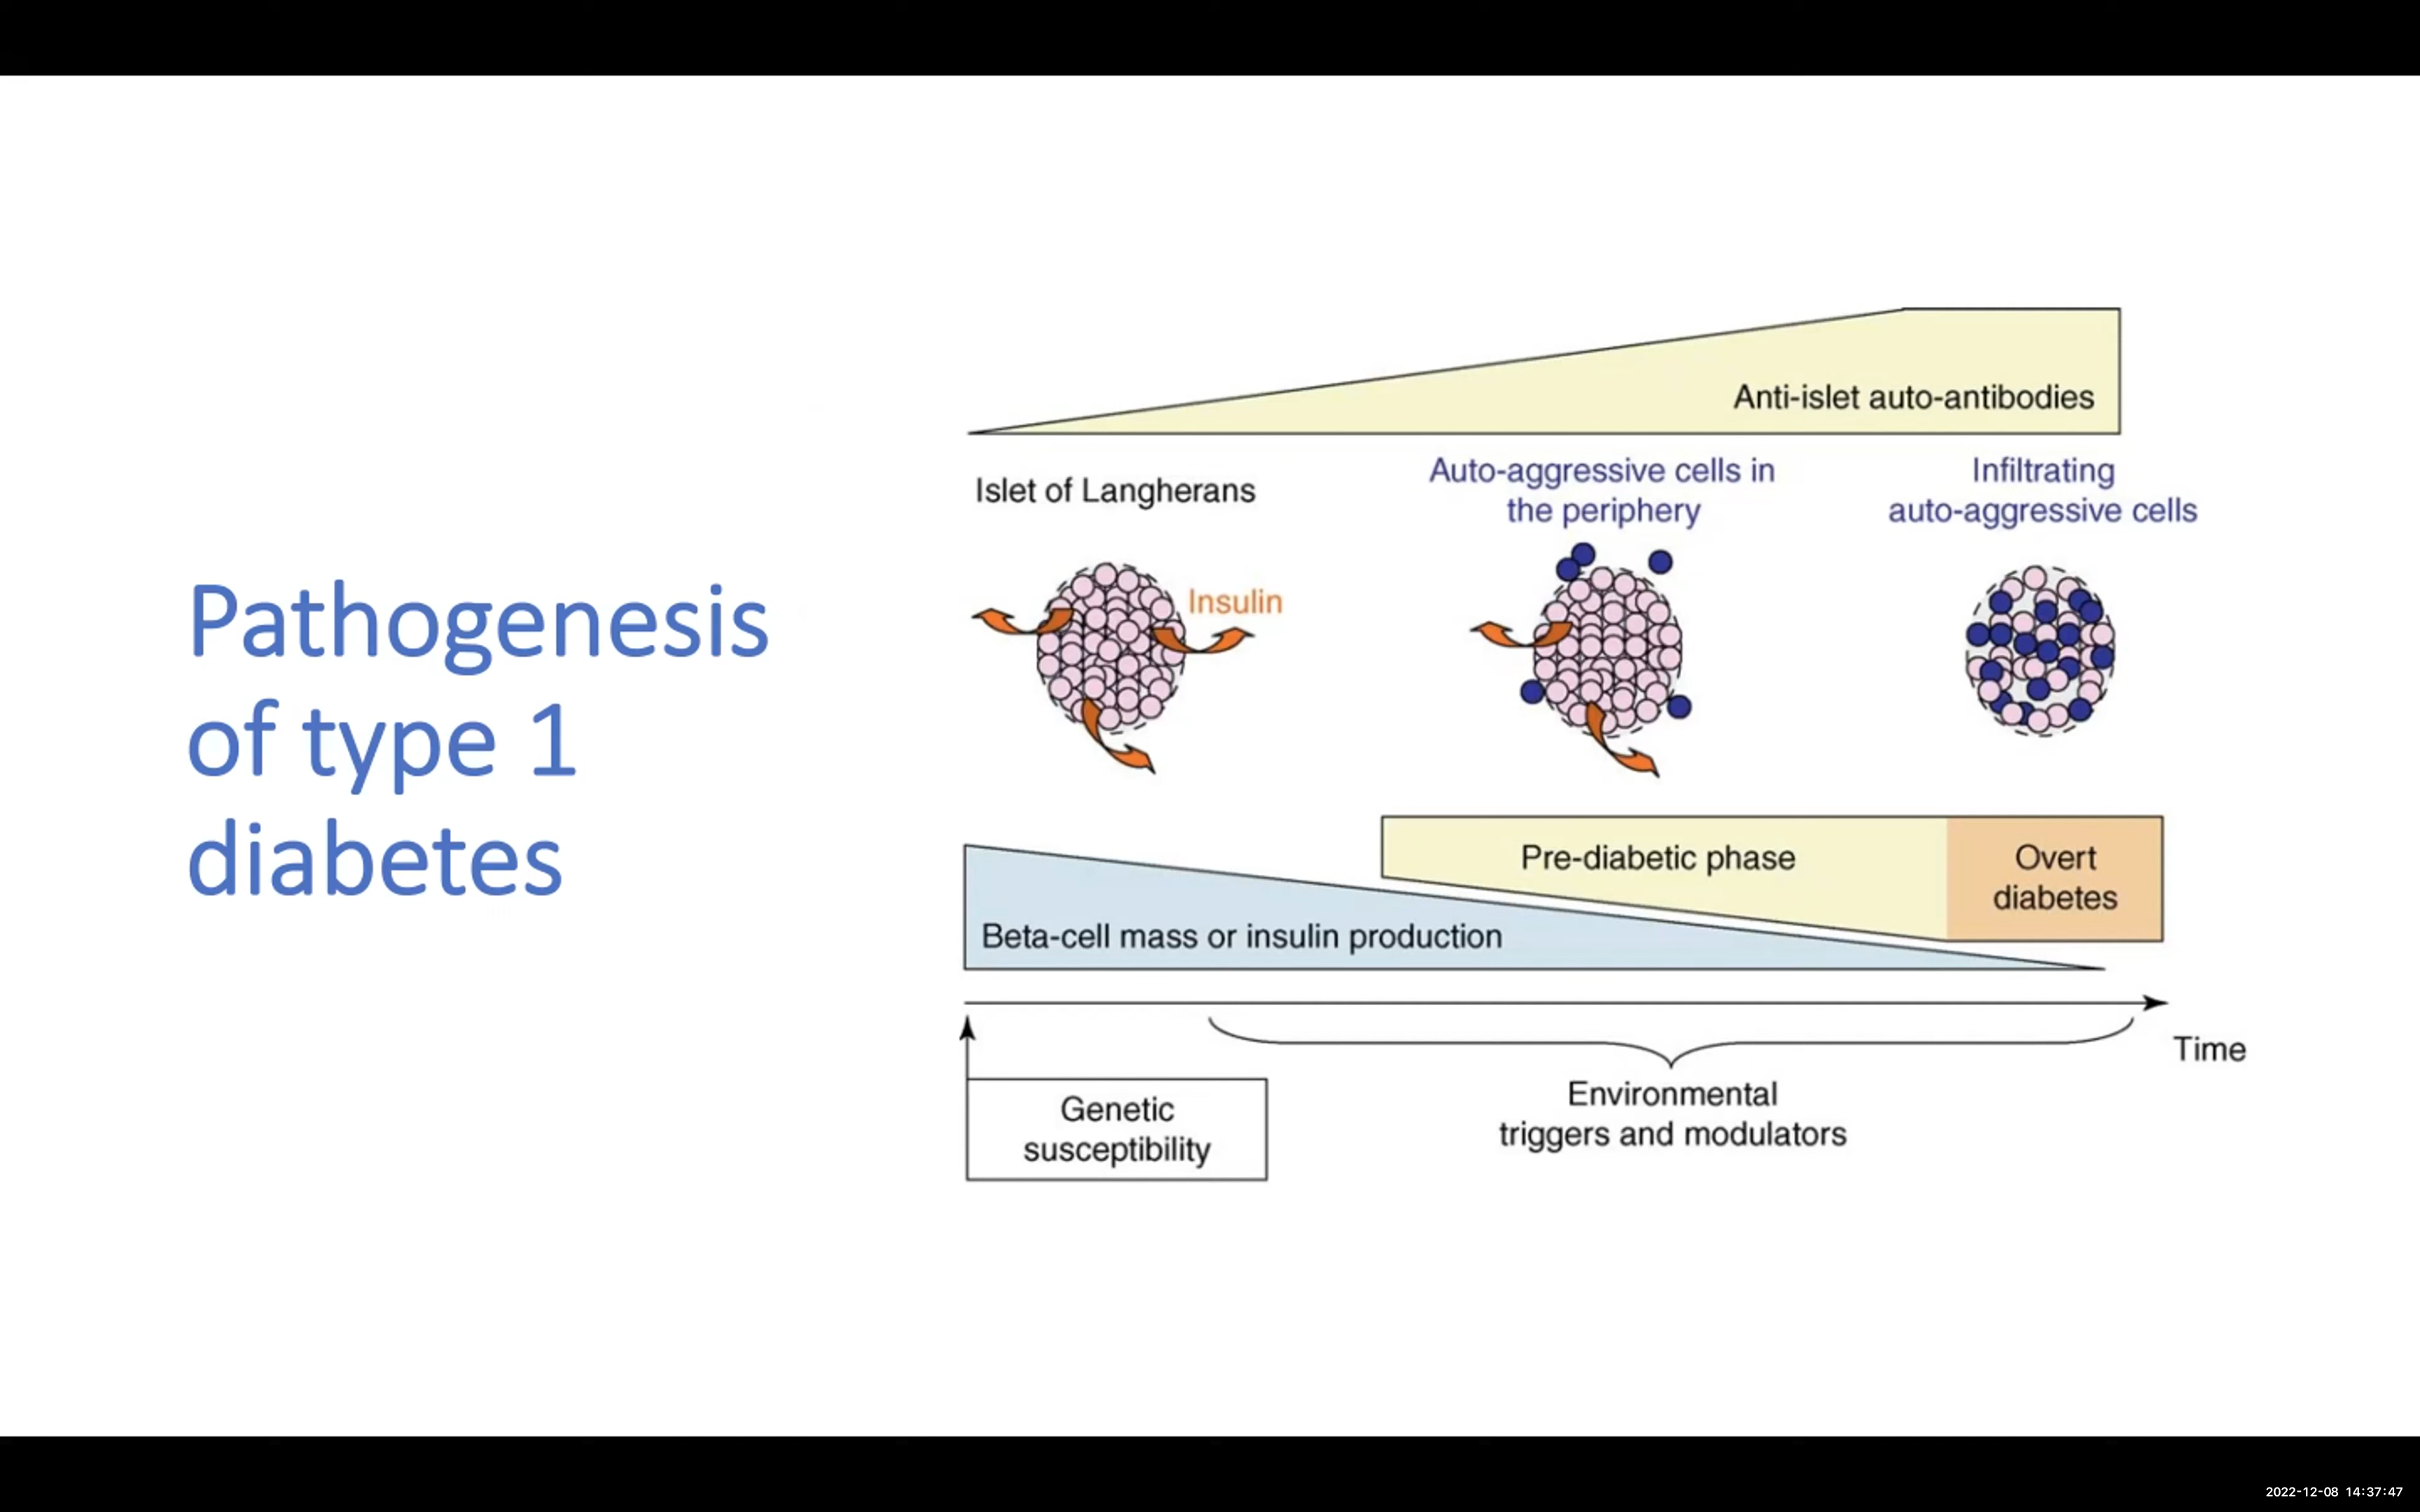 Pathogenesis
of type 1
diabetes
Anti-islet auto-antibodies
Islet of Langherans
Auto-aggressive cells in
the periphery
Infiltrating
auto-aggressive cells
Insulin
Pre-diabetic phase
Overt
diabetes
Beta-cell mass or insulin production
Time
Genetic
susceptibility
Environmental
triggers and modulators
2022-12-08 14:37:47